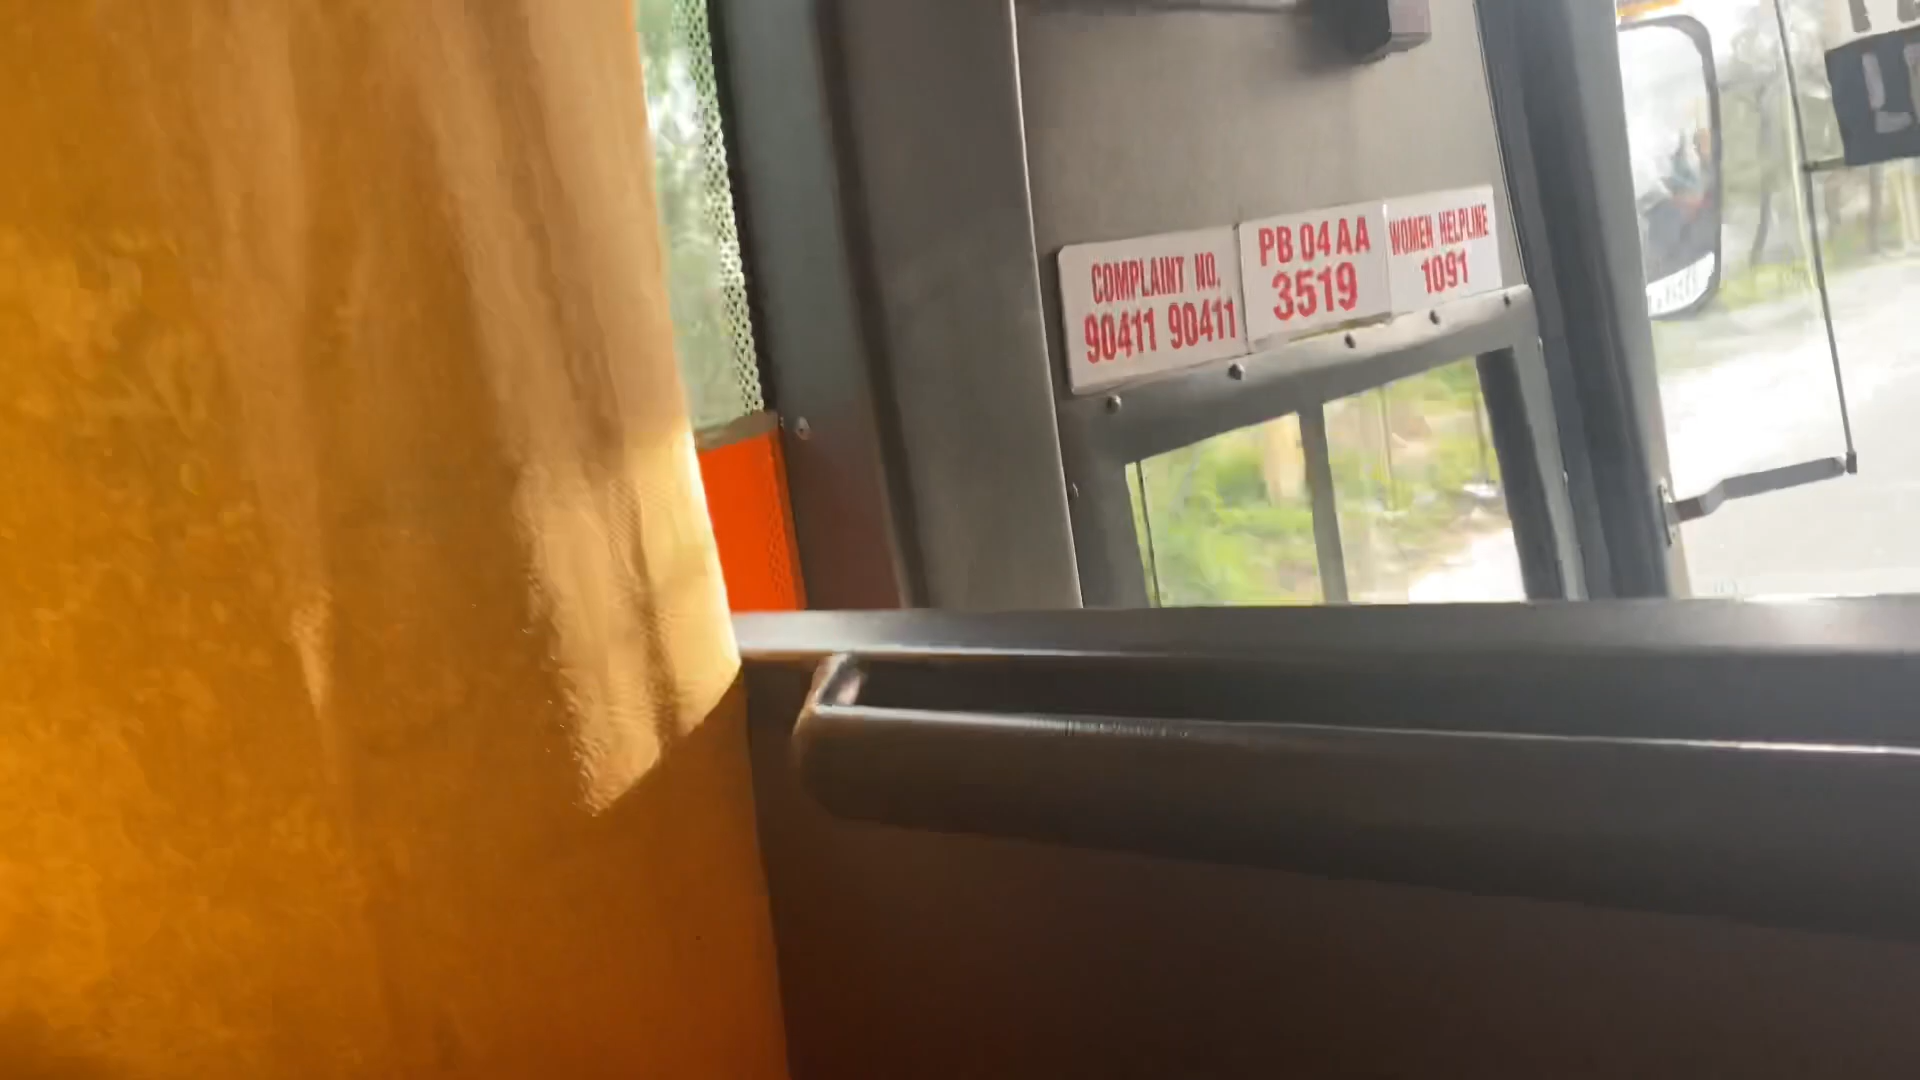 COMPLAINT NO.
90411 90411
PB 04 AA
3519
WOMEN HELPLINE
1091